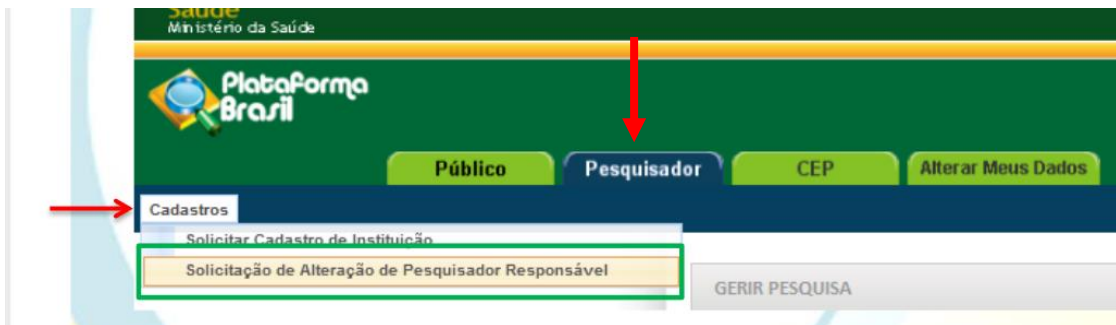 Saúde
Ministério da Saúde
Plataforma
Brasil
Público Pesquisador CEP Alterar Meus Dados
Cadastros
Solicitar Cadastro de Instituição
Solicitação de Alteração de Pesquisador Responsável
GERIR PESQUISA